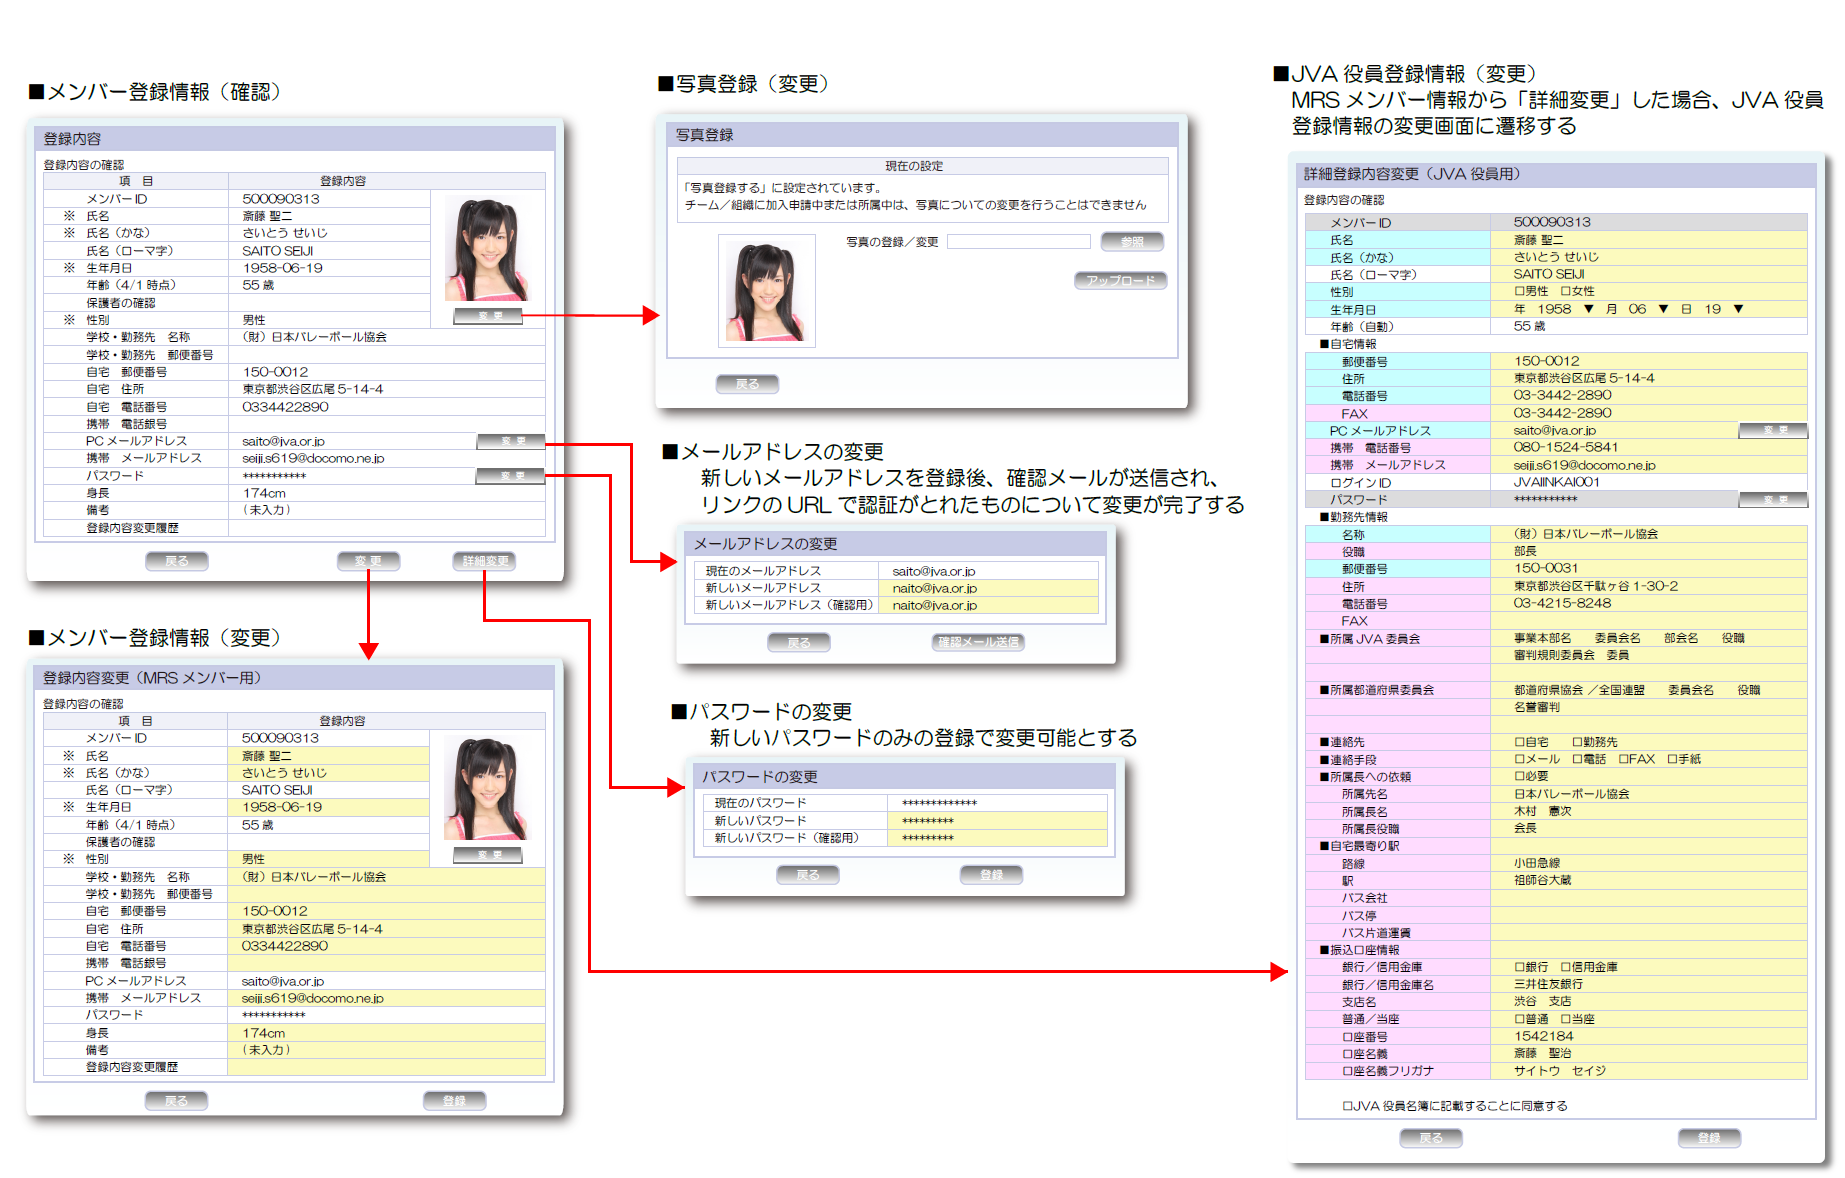 ■メンバー登録情報（確認）
登録内容
登録内容の確認
項　目　登録内容
メンバーID　500090313
※　氏名　斎藤 聖二
※　氏名（かな）　さいとう せいじ
氏名（ローマ字）　SAITO SEIJI
※　生年月日　1958-06-19
年齢（4/1 時点）　55 歳
保護者の確認
※　性別　男性
変 更
学校・勤務先　名称　（財）日本バレーボール協会
学校・勤務先　郵便番号
自宅　郵便番号　150-0012
自宅　住所　東京都渋谷区広尾 5-14-4
自宅　電話番号　0334422890
携帯　電話銀号
PC メールアドレス　saito@jva.or.jp　変 更
携帯　メールアドレス　seiji.s619@docomo.ne.jp
パスワード　***********　変 更
身長　174cm
備考　（未入力）
登録内容変更履歴
戻る　変 更　詳細変更
■メンバー登録情報（変更）
登録内容変更（MRS メンバー用）
登録内容の確認
項　目　登録内容
メンバーID　500090313
※　氏名　斎藤 聖二
※　氏名（かな）　さいとう せいじ
氏名（ローマ字）　SAITO SEIJI
※　生年月日　1958-06-19
年齢（4/1 時点）　55 歳
保護者の確認
※　性別　男性
変 更
学校・勤務先　名称　（財）日本バレーボール協会
学校・勤務先　郵便番号
自宅　郵便番号　150-0012
自宅　住所　東京都渋谷区広尾 5-14-4
自宅　電話番号　0334422890
携帯　電話銀号
PC メールアドレス　saito@jva.or.jp
携帯　メールアドレス　seiji.s619@docomo.ne.jp
パスワード　***********
身長　174cm
備考　（未入力）
登録内容変更履歴
戻る　登録
■写真登録（変更）
写真登録
現在の設定
「写真登録する」に設定されています。
チーム／組織に加入申請中または所属中は、写真についての変更を行うことはできません
写真の登録／変更　参照
アップロード
戻る
■メールアドレスの変更
新しいメールアドレスを登録後、確認メールが送信され、
リンクの URL で認証がとれたものについて変更が完了する
メールアドレスの変更
現在のメールアドレス　saito@jva.or.jp
新しいメールアドレス　naito@jva.or.jp
新しいメールアドレス（確認用）　naito@jva.or.jp
戻る　確認メール送信
■パスワードの変更
新しいパスワードのみの登録で変更可能とする
パスワードの変更
現在のパスワード　*************
新しいパスワード　*********
新しいパスワード（確認用）　*********
戻る　登録
■JVA 役員登録情報（変更）
MRS メンバー情報から「詳細変更」した場合、JVA 役員
登録情報の変更画面に遷移する
詳細登録内容変更（JVA 役員用）
登録内容の確認
メンバーID　500090313
氏名　斎藤 聖二
氏名（かな）　さいとう せいじ
氏名（ローマ字）　SAITO SEIJI
性別　□男性　□女性
生年月日　年　1958　▼　月　06　▼　日　19　▼
年齢（自動）　55 歳
■自宅情報
郵便番号　150-0012
住所　東京都渋谷区広尾 5-14-4
電話番号　03-3442-2890
FAX　03-3442-2890
PC メールアドレス　saito@jva.or.jp　変 更
携帯　電話番号　080-1524-5841
携帯　メールアドレス　seiji.s619@docomo.ne.jp
ログイン ID　JVAIINKAI001
パスワード　***********　変 更
■勤務先情報
名称　（財）日本バレーボール協会
役職　部長
郵便番号　150-0031
住所　東京都渋谷区千駄ヶ谷 1-30-2
電話番号　03-4215-8248
FAX
■所属 JVA 委員会　事業本部名　委員会名　部会名　役職
審判規則委員会　委員
■所属都道府県委員会　都道府県協会 ／全国連盟　委員会名　役職
名誉審判
■連絡先　□自宅　□勤務先
■連絡手段　□メール　□電話　□FAX　□手紙
■所属長への依頼　□必要
所属先名　日本バレーボール協会
所属長名　木村　憲次
所属長役職　会長
■自宅最寄り駅
路線　小田急線
駅　祖師谷大蔵
バス会社
バス停
バス片道運賃
■振込口座情報
銀行／信用金庫　□銀行　□信用金庫
銀行／信用金庫名　三井住友銀行
支店名　渋谷　支店
普通／当座　□普通　□当座
口座番号　1542184
口座名義　斎藤　聖治
口座名義フリガナ　サイトウ　セイジ
□JVA 役員名簿に記載することに同意する
戻る　登録